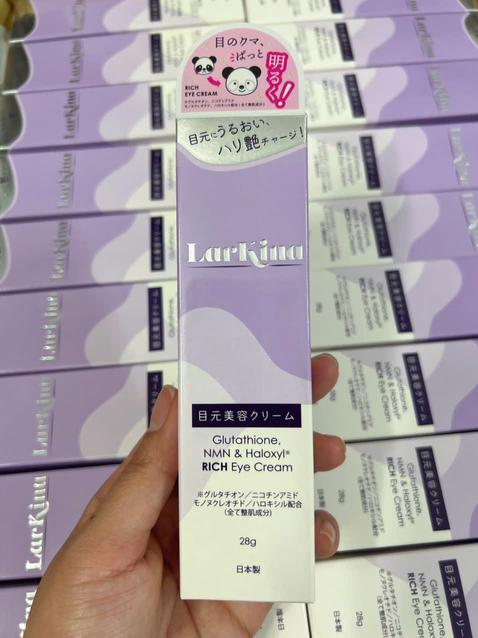 目のクマ、
ぱっと
明るく!
RICH
EYE CREAM
目元にうるおい、
ハリ艶チャージ!
LarKina
目元美容クリーム
Glutathione,
NMN & Haloxyl®
RICH Eye Cream
※グルタチオン/ニコチンアミド
モノヌクレオチド/ハロキシル配合
(全て整肌成分)
28g
日本製